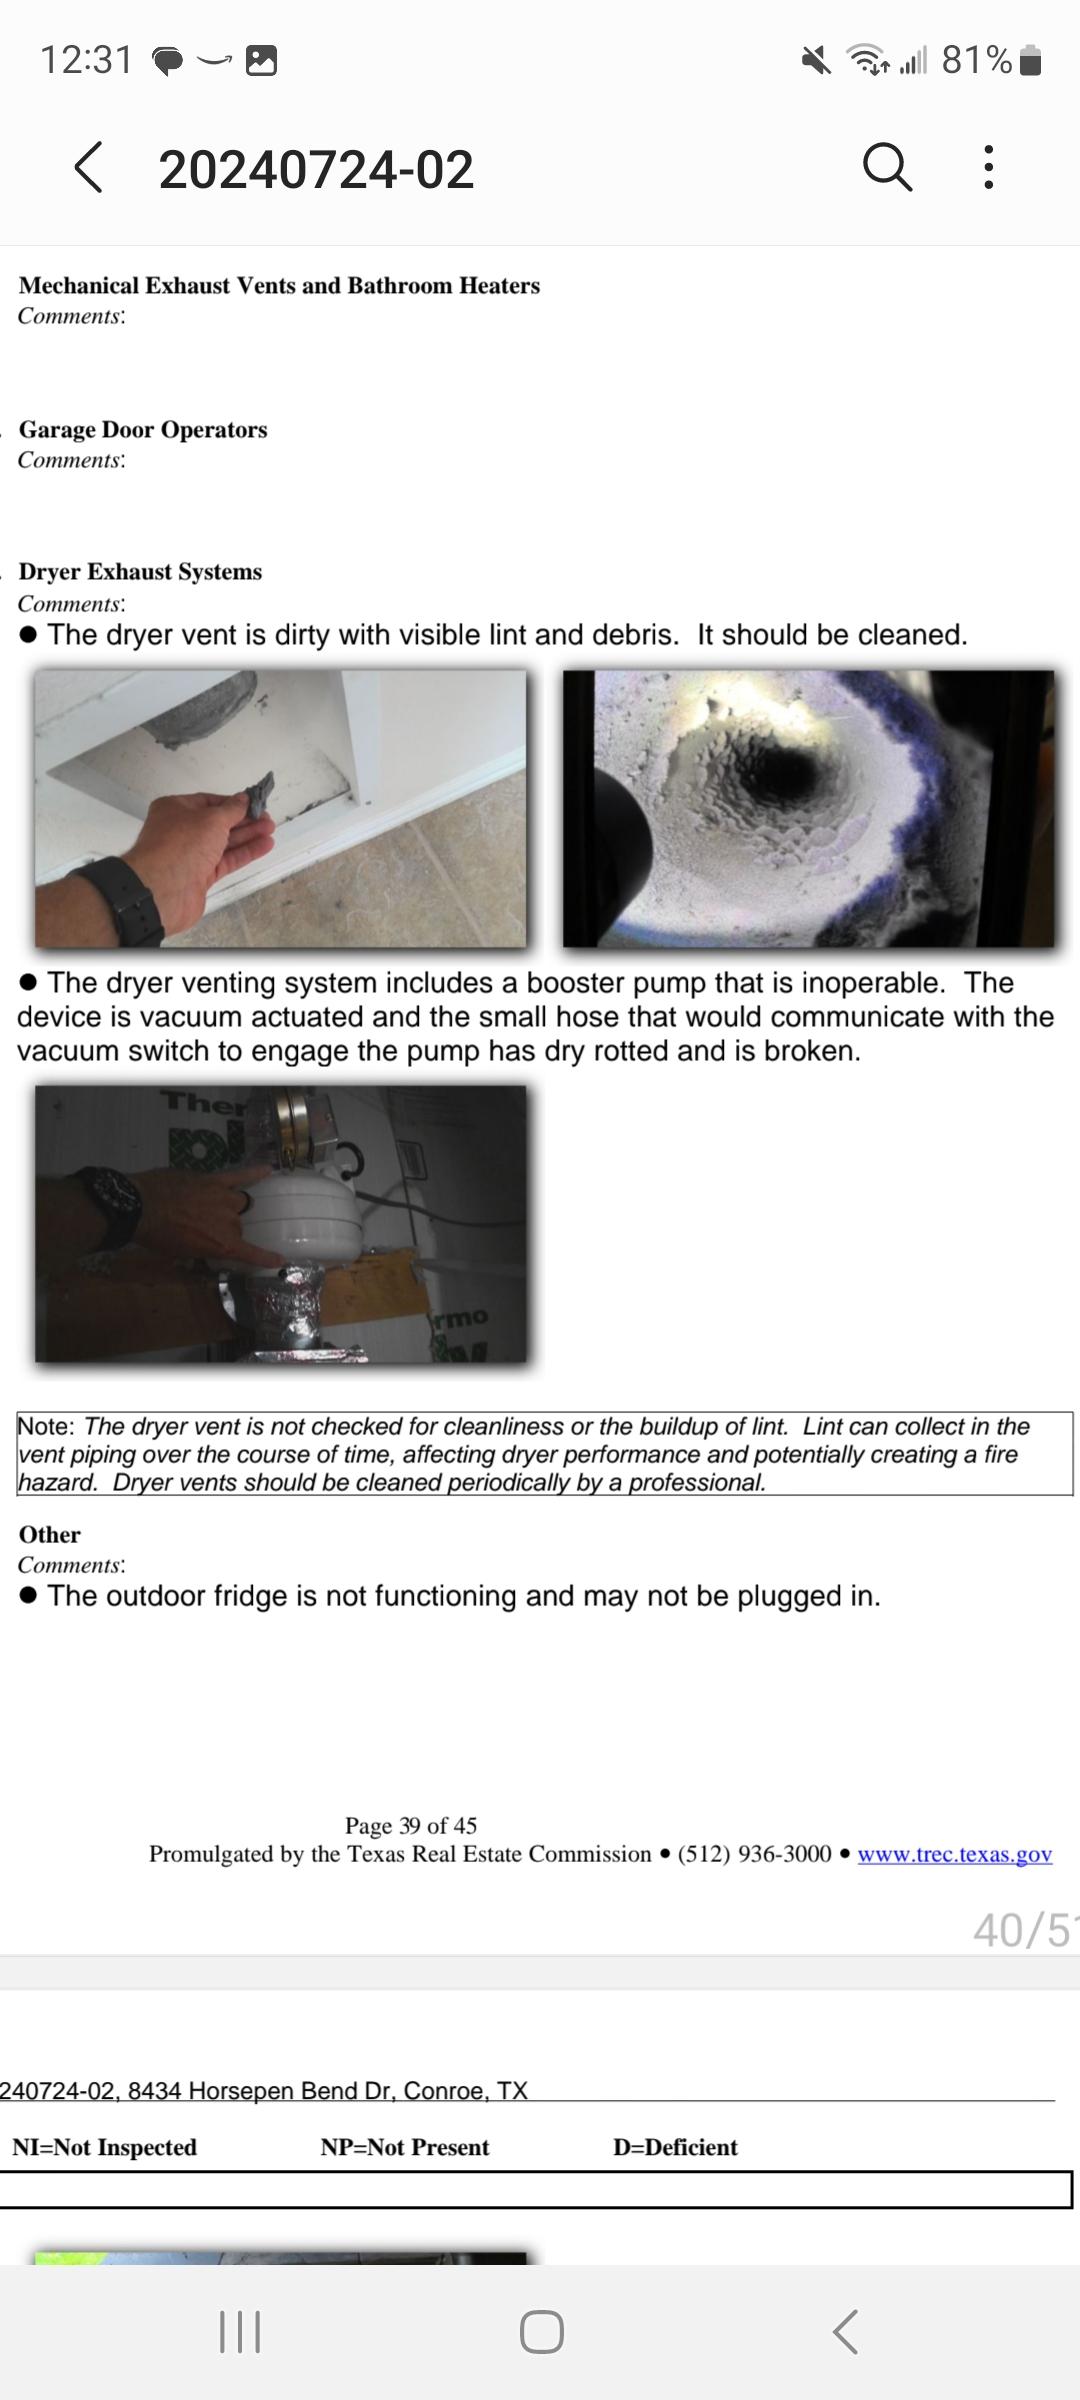 12:31 81%
20240724-02
Mechanical Exhaust Vents and Bathroom Heaters
Comments:
. Garage Door Operators
Comments:
. Dryer Exhaust Systems
Comments:
● The dryer vent is dirty with visible lint and debris.  It should be cleaned.
● The dryer venting system includes a booster pump that is inoperable.  The
device is vacuum actuated and the small hose that would communicate with the
vacuum switch to engage the pump has dry rotted and is broken.
Ther
rmo
Note: The dryer vent is not checked for cleanliness or the buildup of lint.  Lint can collect in the
vent piping over the course of time, affecting dryer performance and potentially creating a fire
hazard.  Dryer vents should be cleaned periodically by a professional.
Other
Comments:
● The outdoor fridge is not functioning and may not be plugged in.
Page 39 of 45
Promulgated by the Texas Real Estate Commission ● (512) 936-3000 ● www.trec.texas.gov
40/51
240724-02, 8434 Horsepen Bend Dr, Conroe, TX
NI=Not Inspected NP=Not Present D=Deficient